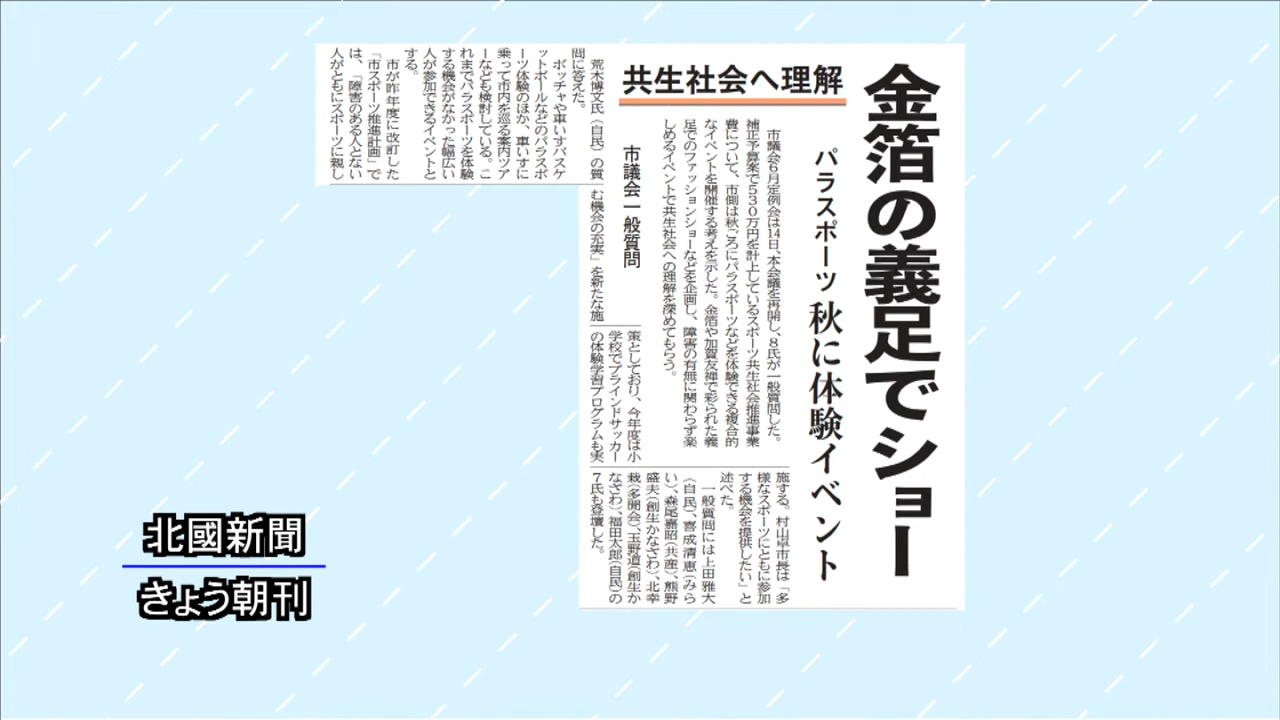 金箔の義足でショー
共生社会へ理解
パラスポーツ 秋に体験イベント
市議会6月定例会は14日、本会議を再開し、8氏が一般質問した。
補正予算案で530万円を計上しているスポーツ共生社会推進事業
費について、市側は秋ごろにパラスポーツなどを体験できる複合的
なイベントを開催する考えを示した。金箔や加賀友禅で彩られた義
足でのファッションショーなどを企画し、障害の有無に関わらず楽
しめるイベントで共生社会への理解を深めてもらう。
市議会一般質問
荒木博文氏(自民)の質
問に答えた。
ボッチャや車いすバスケ
ットボールなどのパラスポ
ーツ体験のほか、車いすに
乗って市内を巡る案内ツア
ーなども検討している。こ
れまでパラスポーツを体験
する機会がなかった幅広い
人が参加できるイベントと
する。
市が昨年度に改訂した
「市スポーツ推進計画」で
は、「障害のある人とない
人がともにスポーツに親し
む機会の充実」を新たな施
策としており、今年度は小
学校でブラインドサッカー
の体験学習プログラムも実
施する。村山卓市長は「多
様なスポーツにともに参加
する機会を提供したい」と
述べた。
一般質問には上田雅大
(自民)、喜成清恵(みら
い)、森尾嘉昭(共産)、熊野
盛夫(創生かなざわ)、北幸
栽(多聞会)、玉野道(創生か
なざわ)、福田太郎(自民)の
7氏も登壇した。
北國新聞
きょう朝刊